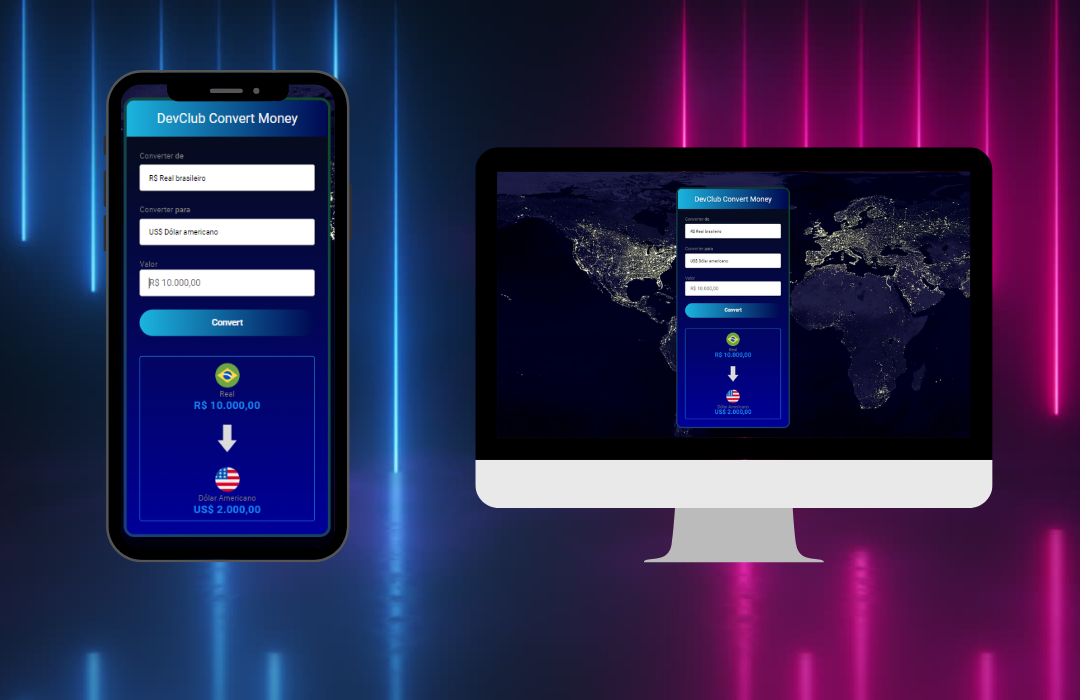 DevClub Convert Money
Converter de
R$ Real brasileiro
Converter para
US$ Dólar americano
Valor
R$ 10.000,00
Convert
Real
R$ 10.000,00
Dólar Americano
US$ 2.000,00
DevClub Convert Money
Converter de
R$ Real brasileiro
Converter para
US$ Dólar americano
Valor
R$ 10.000,00
Convert
Real
R$ 10.000,00
Dólar Americano
US$ 2.000,00